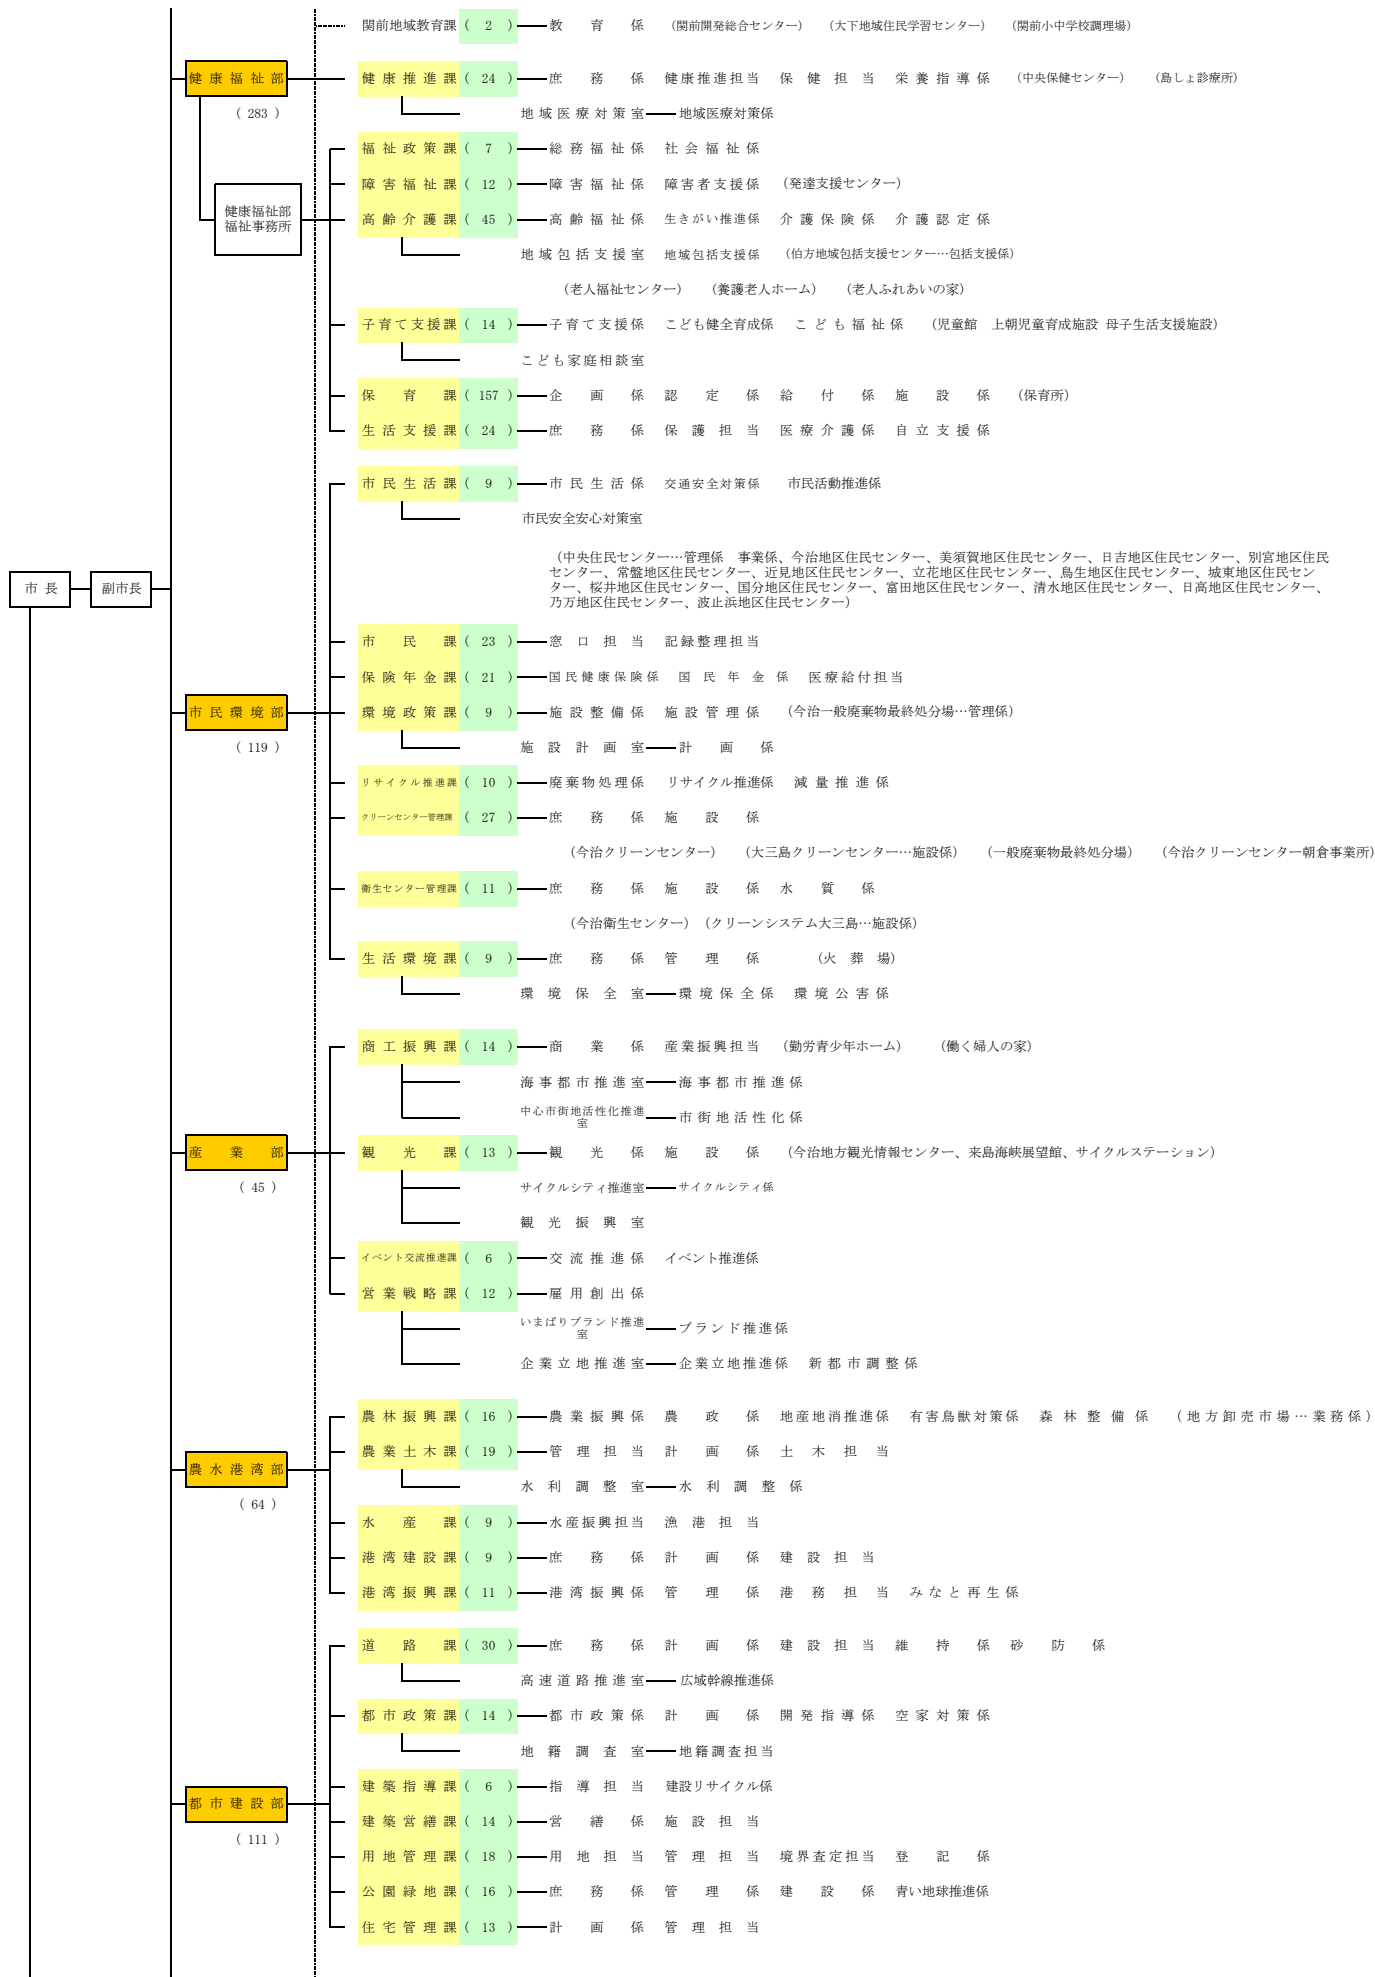 関前地域教育課 ( 2 ) 教育係 （関前開発総合センター） （大下地域住民学習センター） （関前小中学校調理場）
健康福祉部 健康推進課 ( 24 ) 庶務係 健康推進担当 保健担当 栄養指導係 （中央保健センター） （島しょ診療所）
( 283 ) 地域医療対策室 地域医療対策係
福祉政策課 ( 7 ) 総務福祉係 社会福祉係
障害福祉課 ( 12 ) 障害福祉係 障害者支援係 （発達支援センター）
健康福祉部
福祉事務所
高齢介護課 ( 45 ) 高齢福祉係 生きがい推進係 介護保険係 介護認定係
地域包括支援室 地域包括支援係 （伯方地域包括支援センター…包括支援係）
（老人福祉センター） （養護老人ホーム） （老人ふれあいの家）
子育て支援課 ( 14 ) 子育て支援係 こども健全育成係 こども福祉係 （児童館 上朝児童育成施設 母子生活支援施設）
こども家庭相談室
保育課 ( 157 ) 企画係 認定係 給付係 施設係 （保育所）
生活支援課 ( 24 ) 庶務係 保護担当 医療介護係 自立支援係
市民生活課 ( 9 ) 市民生活係 交通安全対策係 市民活動推進係
市民安全安心対策室
（中央住民センター…管理係 事業係、今治地区住民センター、美須賀地区住民センター、日吉地区住民センター、別宮地区住民
センター、常盤地区住民センター、近見地区住民センター、立花地区住民センター、鳥生地区住民センター、城東地区住民セン
ター、桜井地区住民センター、国分地区住民センター、富田地区住民センター、清水地区住民センター、日高地区住民センター、
乃万地区住民センター、波止浜地区住民センター）
市長 副市長
市民課 ( 23 ) 窓口担当 記録整理担当
保険年金課 ( 21 ) 国民健康保険係 国民年金係 医療給付担当
市民環境部 環境政策課 ( 9 ) 施設整備係 施設管理係 （今治一般廃棄物最終処分場…管理係）
( 119 ) 施設計画室 計画係
リサイクル推進課 ( 10 ) 廃棄物処理係 リサイクル推進係 減量推進係
クリーンセンター管理課 ( 27 ) 庶務係 施設係
（今治クリーンセンター） （大三島クリーンセンター…施設係） （一般廃棄物最終処分場） （今治クリーンセンター朝倉事業所）
衛生センター管理課 ( 11 ) 庶務係 施設係 水質係
（今治衛生センター） （クリーンシステム大三島…施設係）
生活環境課 ( 9 ) 庶務係 管理係 （火葬場）
環境保全室 環境保全係 環境公害係
商工振興課 ( 14 ) 商業係 産業振興担当 （勤労青少年ホーム） （働く婦人の家）
海事都市推進室 海事都市推進係
中心市街地活性化推進室 市街地活性化係
産業部 観光課 ( 13 ) 観光係 施設係 （今治地方観光情報センター、来島海峡展望館、サイクルステーション）
( 45 ) サイクルシティ推進室 サイクルシティ係
観光振興室
イベント交流推進課 ( 6 ) 交流推進係 イベント推進係
営業戦略課 ( 12 ) 雇用創出係
いまばりブランド推進室 ブランド推進係
企業立地推進室 企業立地推進係 新都市調整係
農林振興課 ( 16 ) 農業振興係 農政係 地産地消推進係 有害鳥獣対策係 森林整備係 （地方卸売市場…業務係）
農業土木課 ( 19 ) 管理担当 計画係 土木担当
農水港湾部
水利調整室 水利調整係
( 64 )
水産課 ( 9 ) 水産振興担当 漁港担当
港湾建設課 ( 9 ) 庶務係 計画係 建設担当
港湾振興課 ( 11 ) 港湾振興係 管理係 港務担当 みなと再生係
道路課 ( 30 ) 庶務係 計画係 建設担当 維持係 砂防係
高速道路推進室 広域幹線推進係
都市政策課 ( 14 ) 都市政策係 計画係 開発指導係 空家対策係
地籍調査室 地籍調査担当
建築指導課 ( 6 ) 指導担当 建設リサイクル係
都市建設部
建築営繕課 ( 14 ) 営繕係 施設担当
( 111 )
用地管理課 ( 18 ) 用地担当 管理担当 境界査定担当 登記係
公園緑地課 ( 16 ) 庶務係 管理係 建設係 青い地球推進係
住宅管理課 ( 13 ) 計画係 管理担当